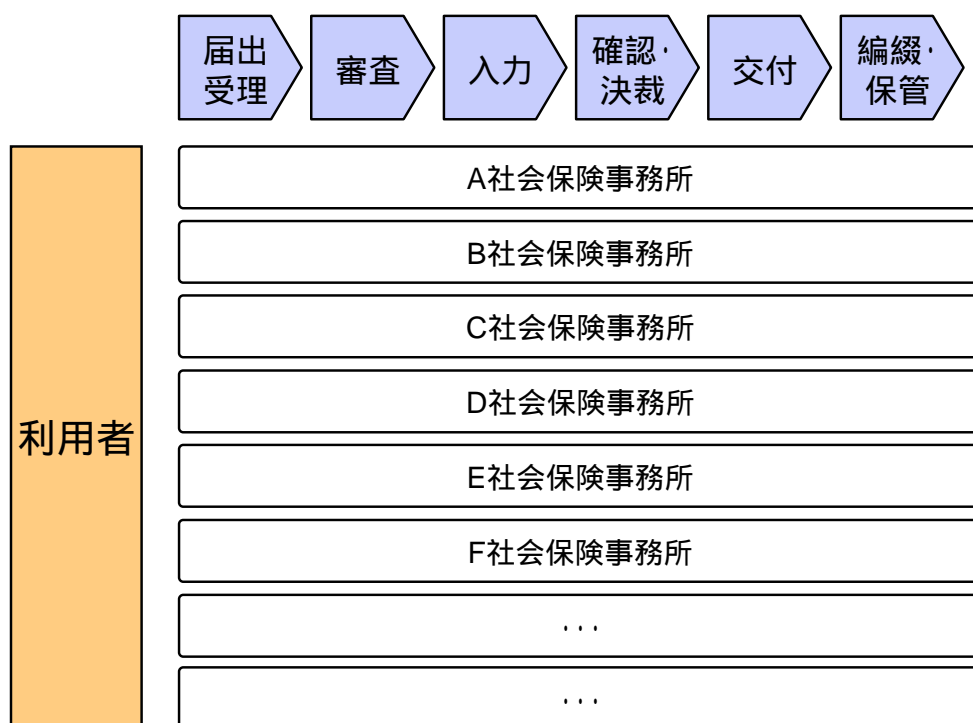 届出
受理
審査
入力
確認・
決裁
交付
編綴・
保管
利用者
A社会保険事務所
B社会保険事務所
C社会保険事務所
D社会保険事務所
E社会保険事務所
F社会保険事務所
・・・
・・・